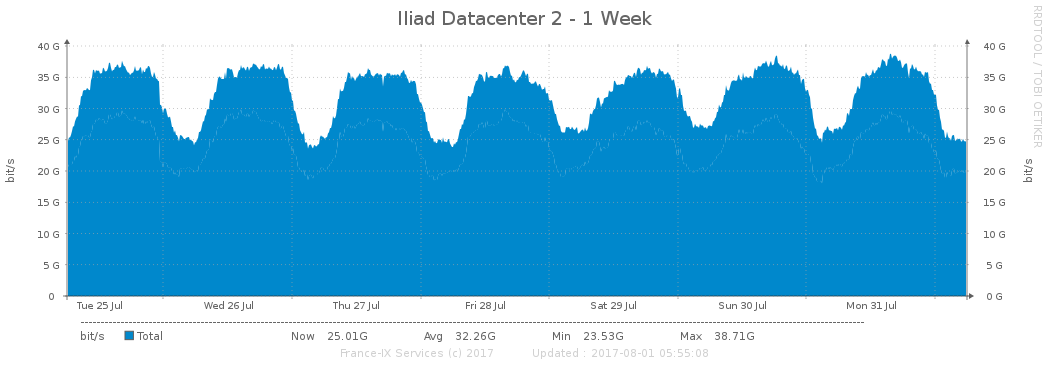 Iliad Datacenter 2 - 1 Week
RRDTOOL / TOBI OETIKER
bit/s
40 G 40 G
35 G 35 G
30 G 30 G
25 G 25 G
20 G 20 G
15 G 15 G
10 G 10 G
5 G 5 G
0 0 G
bit/s
Tue 25 Jul Wed 26 Jul Thu 27 Jul Fri 28 Jul Sat 29 Jul Sun 30 Jul Mon 31 Jul
bit/s Total Now 25.01G Avg 32.26G Min 23.53G Max 38.71G
France-IX Services (c) 2017 Updated : 2017-08-01 05:55:08